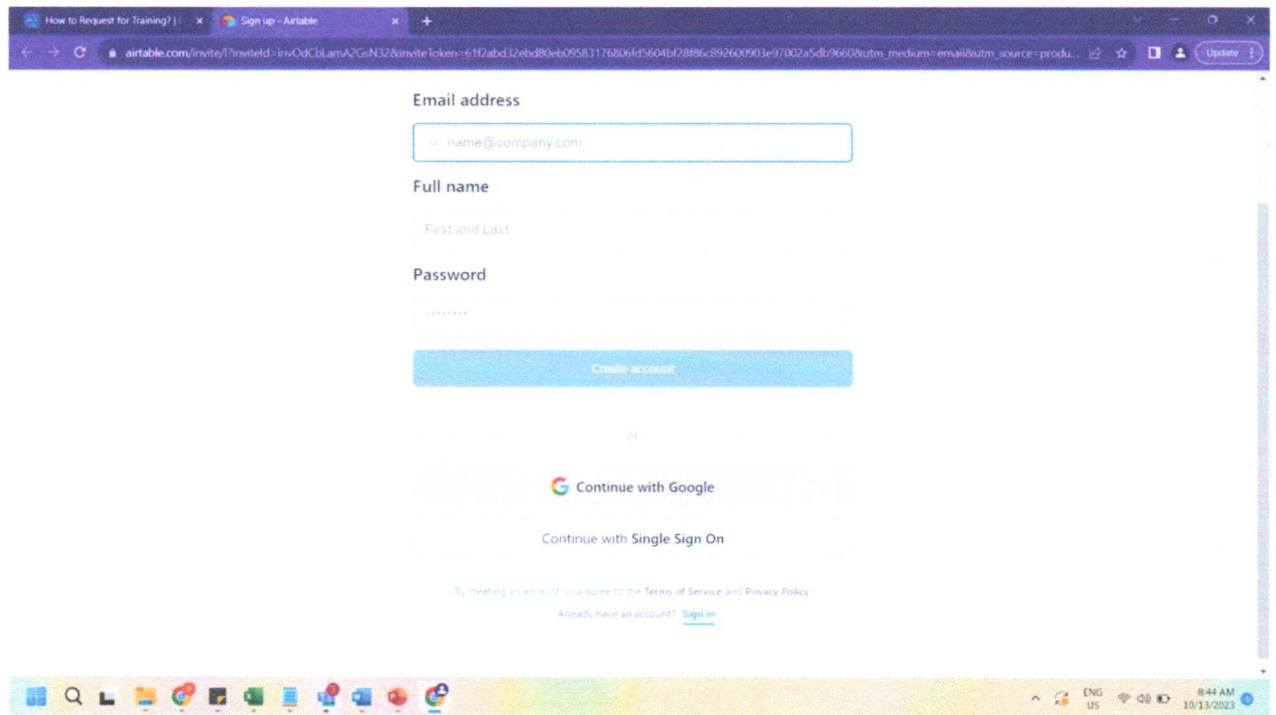 How to Request for Training? |
Sign up - Airtable
Update
Email address
name@company.com
Full name
First and Last
Password
Create account
or
Continue with Google
Continue with Single Sign On
By creating an account, you agree to the Terms of Service and Privacy Policy
Already have an account? Sign in
ENG
US
8:44 AM
10/13/2023